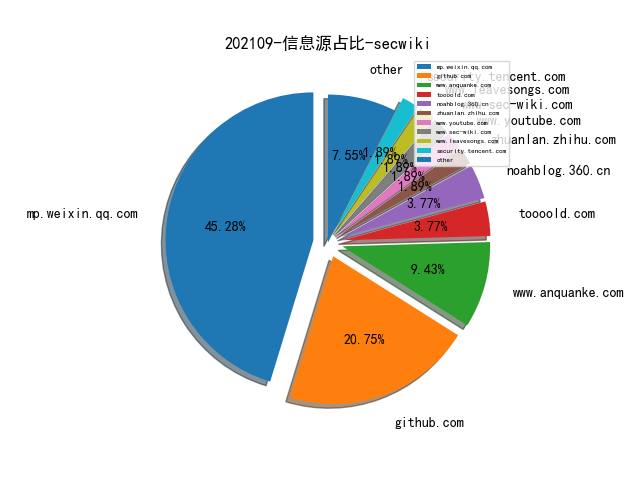 202109-信息源占比-secwiki
mp.weixin.qq.com
github.com
www.anquanke.com
toooold.com
noahblog.360.cn
zhuanlan.zhihu.com
www.youtube.com
www.sec-wiki.com
www.leavesongs.com
security.tencent.com
other
other
security.tencent.com
www.leavesongs.com
www.sec-wiki.com
www.youtube.com
zhuanlan.zhihu.com
noahblog.360.cn
toooold.com
www.anquanke.com
github.com
mp.weixin.qq.com
7.55%
1.89%
1.89%
1.89%
1.89%
1.89%
3.77%
3.77%
9.43%
20.75%
45.28%